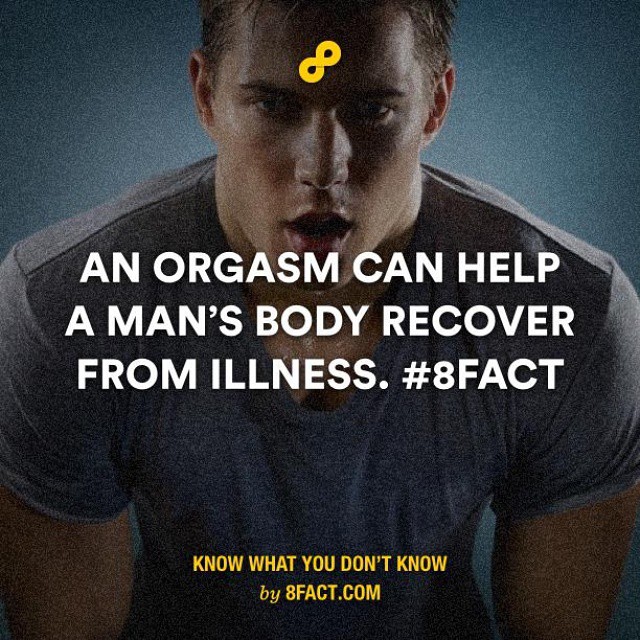 AN ORGASM CAN HELP
A MAN’S BODY RECOVER
FROM ILLNESS. #8FACT
KNOW WHAT YOU DON’T KNOW
by 8FACT.COM